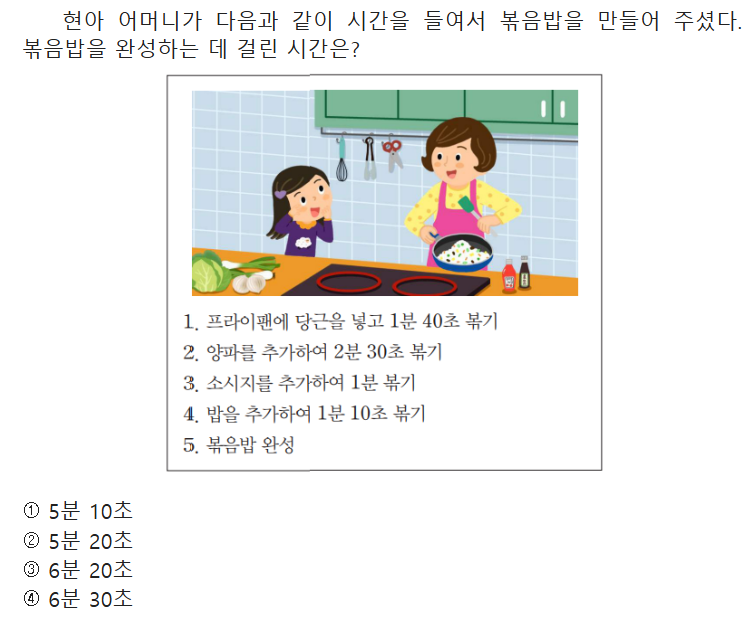 현아 어머니가 다음과 같이 시간을 들여서 볶음밥을 만들어 주셨다.
볶음밥을 완성하는 데 걸린 시간은?
1. 프라이팬에 당근을 넣고 1분 40초 볶기
2. 양파를 추가하여 2분 30초 볶기
3. 소시지를 추가하여 1분 볶기
4. 밥을 추가하여 1분 10초 볶기
5. 볶음밥 완성
① 5분 10초
② 5분 20초
③ 6분 20초
④ 6분 30초